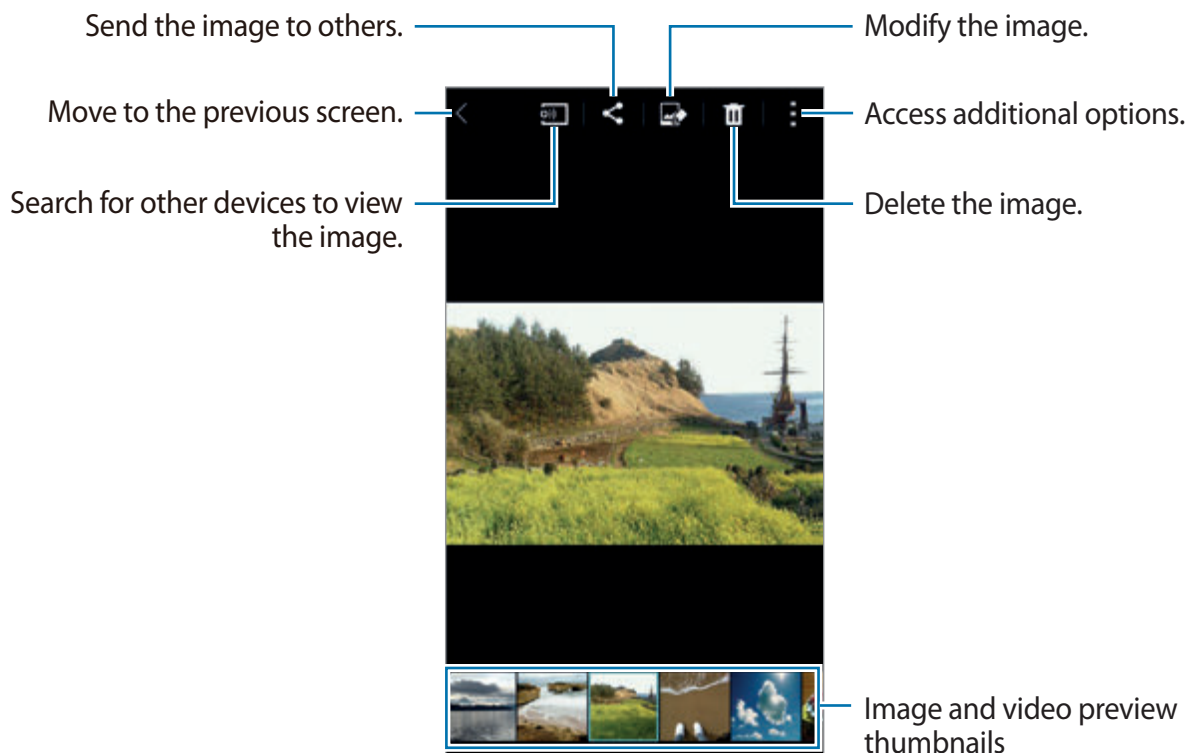 Send the image to others.
Modify the image.
Move to the previous screen.
Access additional options.
Search for other devices to view
the image.
Delete the image.
Image and video preview
thumbnails